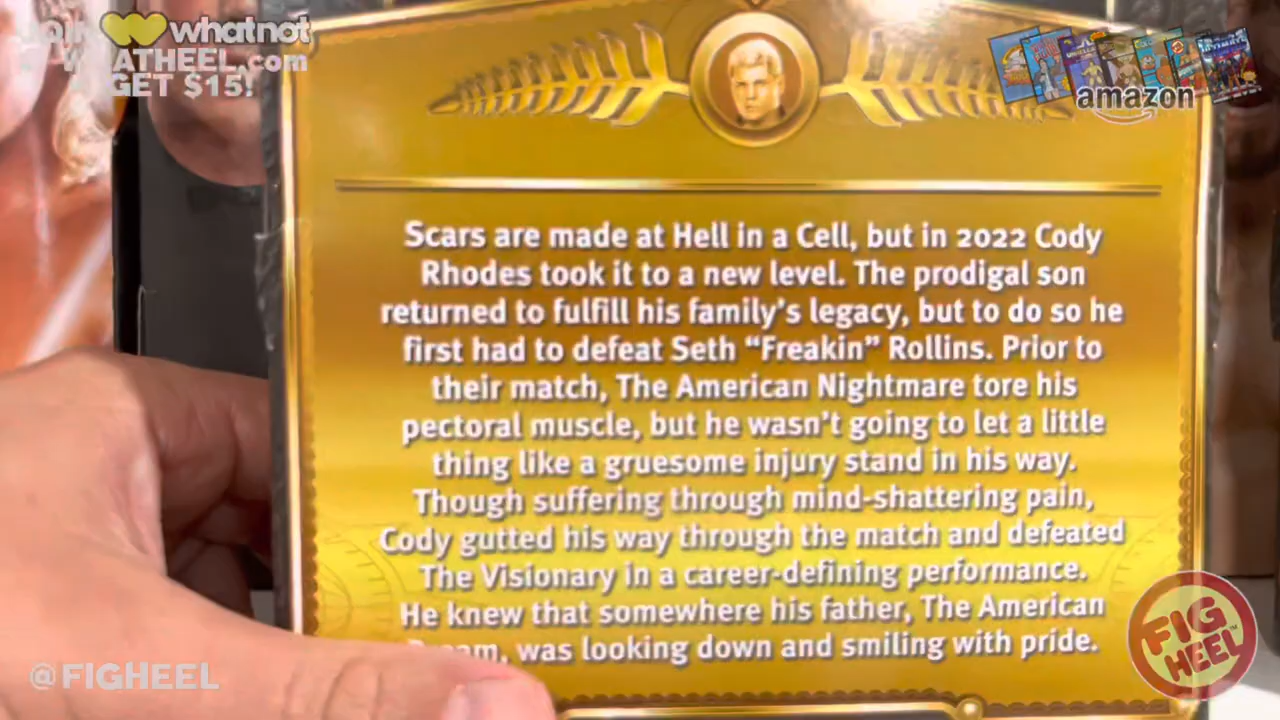 JOIN whatnot
WHATHEEL.com
GET $15!
amazon
Scars are made at Hell in a Cell, but in 2022 Cody
Rhodes took it to a new level. The prodigal son
returned to fulfill his family's legacy, but to do so he
first had to defeat Seth “Freakin” Rollins. Prior to
their match, The American Nightmare tore his
pectoral muscle, but he wasn't going to let a little
thing like a gruesome injury stand in his way.
Though suffering through mind-shattering pain,
Cody gutted his way through the match and defeated
The Visionary in a career-defining performance.
He knew that somewhere his father, The American
was looking down and smiling with pride.
@FIGHEEL
FIG
HEEL™